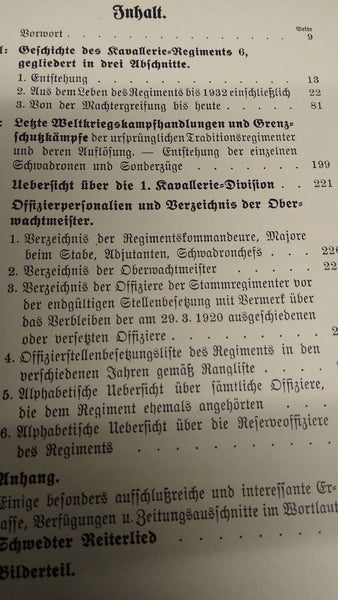 Inhalt.
Seite
Vorwort . . . . . . . . . . . . 9
Geschichte des Kavallerie-Regiments 6,
gegliedert in drei Abschnitte.
1. Entstehung . . . . . . . . . 13
2. Aus dem Leben des Regiments bis 1932 einschließlich 22
3. Von der Machtergreifung bis heute . . . . . 81
Letzte Weltkriegskampfhandlungen und Grenz-
schutzkämpfe der ursprünglichen Traditionsregimenter
und deren Auflösung. — Entstehung der einzelnen
Schwadronen und Sonderzüge . . . . . 199
Uebersicht über die 1. Kavallerie-Division . . 221
Offizierpersonalien und Verzeichnis der Ober-
wachtmeister.
1. Verzeichnis der Regimentskommandeure, Majore
beim Stabe, Adjutanten, Schwadronchefs . . 226
2. Verzeichnis der Oberwachtmeister . . . .
3. Verzeichnis der Offiziere der Stammregimenter vor
der endgültigen Stellenbesetzung mit Vermerk über
das Verbleiben der am 29. 3. 1920 ausgeschiedenen
oder versetzten Offiziere . . . . . . 2
4. Offizierstellenbesetzungsliste des Regiments in den
verschiedenen Jahren gemäß Rangliste . . . .
5. Alphabetische Uebersicht über sämtliche Offiziere,
die dem Regiment ehemals angehörten . . .
6. Alphabetische Uebersicht über die Reserveoffiziere
des Regiments . . . . . . .
Anhang.
Einige besonders aufschlußreiche und interessante Er-
lasse, Verfügungen u. Zeitungsausschnitte im Wortlaut
Schwedter Reiterlied . . . . . .
Bilderteil.